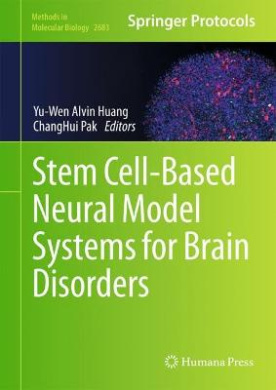 Methods in
Molecular Biology 2683
Springer Protocols
Yu-Wen Alvin Huang
ChangHui Pak Editors
Stem Cell-Based
Neural Model
Systems for Brain
Disorders
Humana Press